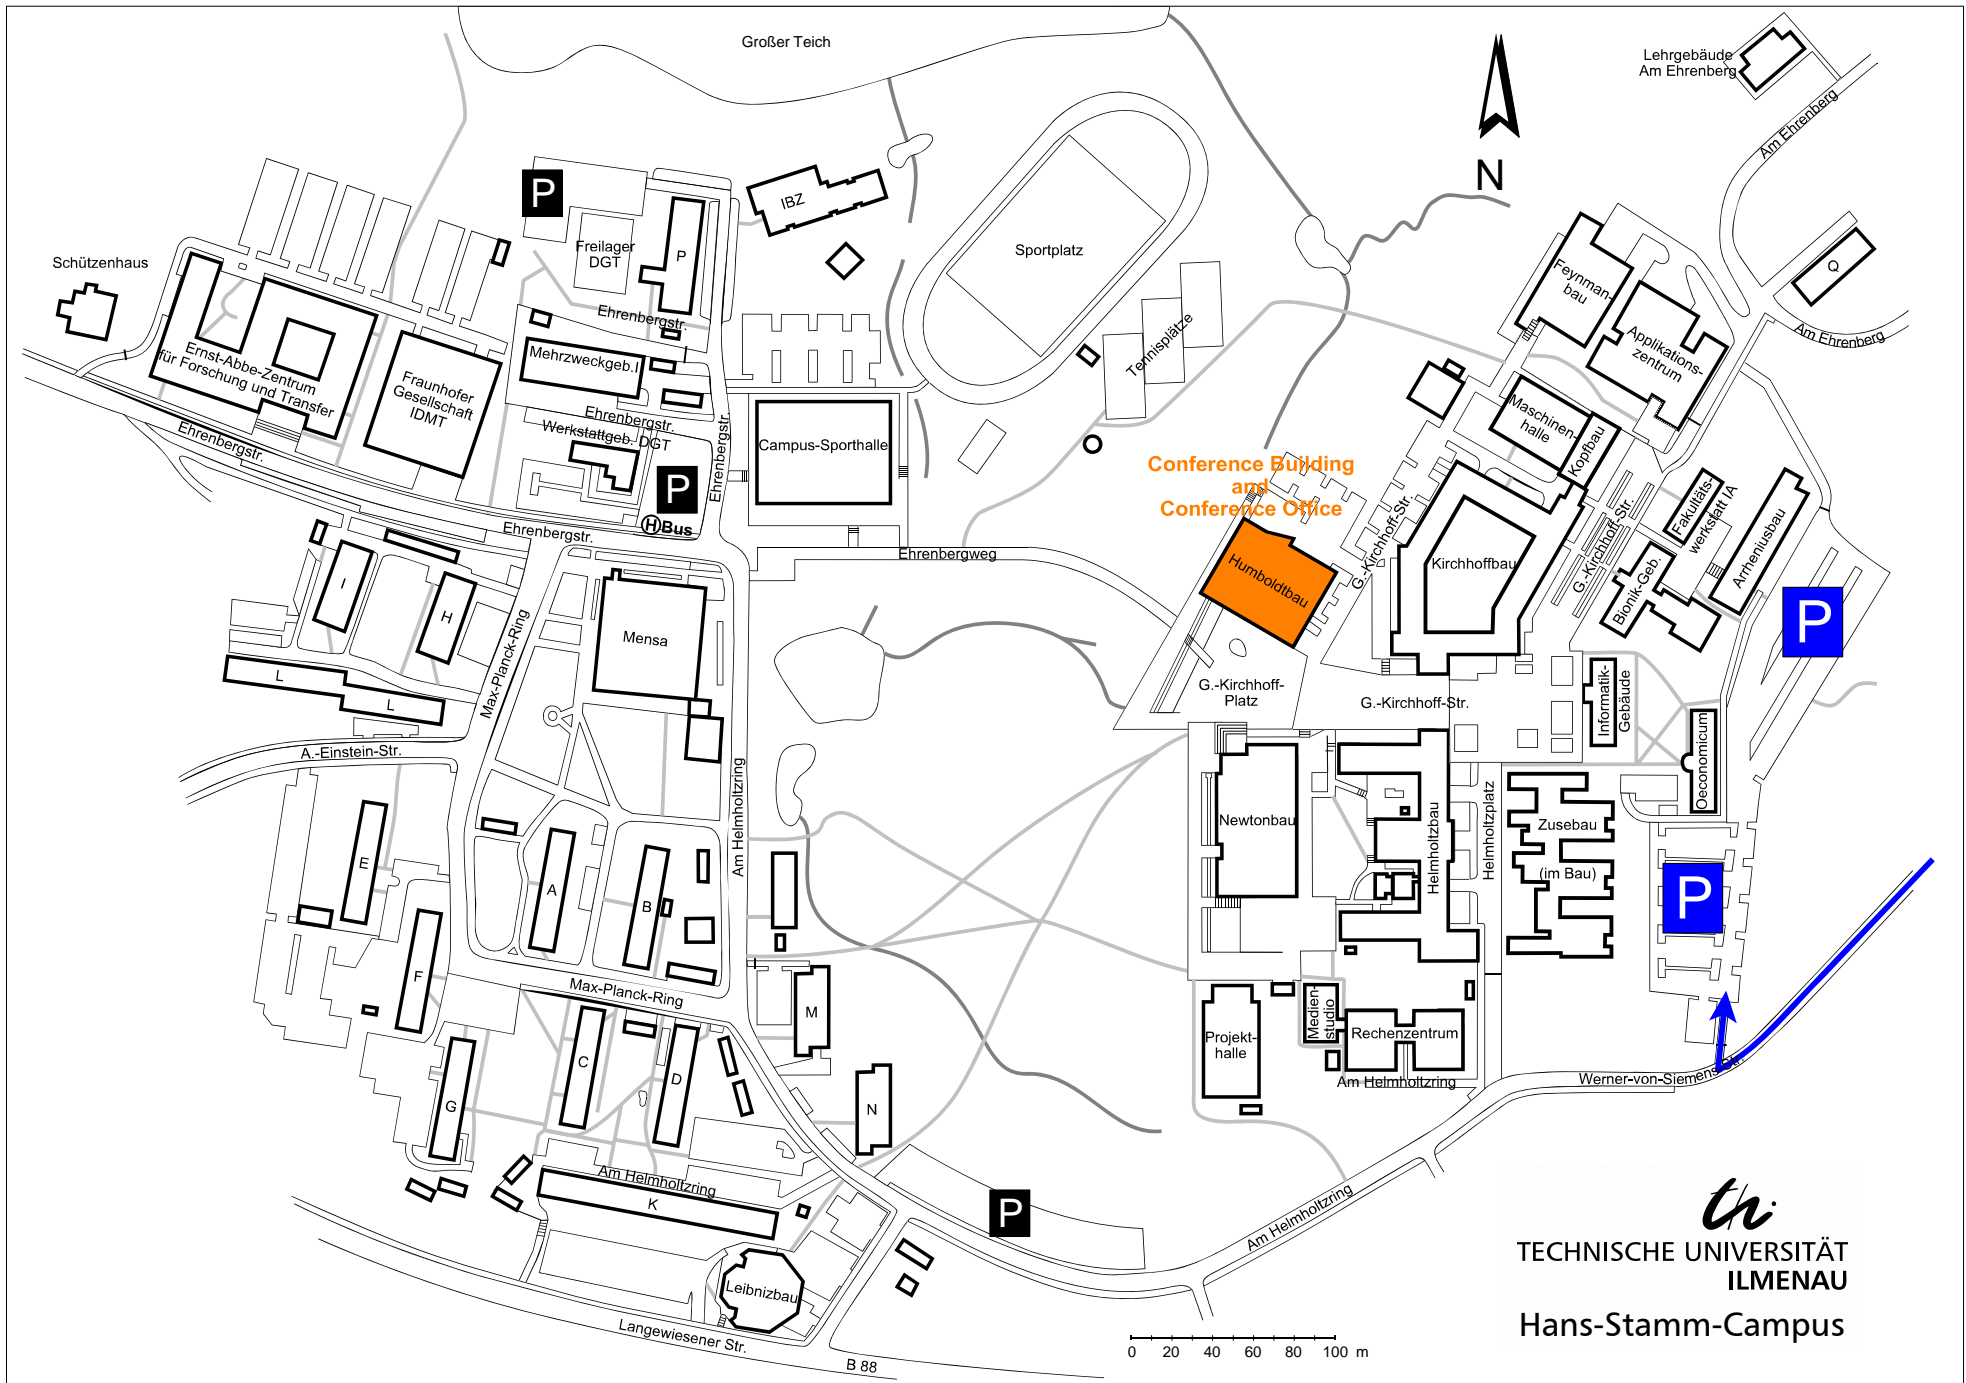 Großer Teich
Lehrgebäude
Am Ehrenberg
Am Ehrenberg
N
P
IBZ
Sportplatz
Schützenhaus
Freilager
DGT
P
Ehrenbergstr.
Feynman-
bau
Q
Am Ehrenberg
Applikations-
zentrum
Tennisplätze
Ernst-Abbe-Zentrum
für Forschung und Transfer
Fraunhofer
Gesellschaft
IDMT
Mehrzweckgeb.I
Ehrenbergstr.
Werkstattgeb. DGT
Ehrenbergstr.
Ehrenbergstr.
Campus-Sporthalle
Maschinen-
halle
Kopfbau
Conference Building
and
Conference Office
P
H Bus
Ehrenbergstr.
Ehrenbergweg
G.-Kirchhoff-Str.
Kirchhoffbau
G.-Kirchhoff-Str.
Fakultäts-
werkstatt IA
Arrheniusbau
Bionik-Geb.
P
Humboldtbau
I
H
Mensa
Max-Planck-Ring
L
L
G.-Kirchhoff-
Platz
G.-Kirchhoff-Str.
Informatik-
Gebäude
A.-Einstein-Str.
Am Helmholtzring
Oeconomicum
Newtonbau
Helmholtzbau
Helmholtzplatz
Zusebau
(im Bau)
P
E
A
B
F
Max-Planck-Ring
M
Medien-
studio
Projekt-
halle
Rechenzentrum
Am Helmholtzring
Werner-von-Siemens-Str.
C
D
G
N
Am Helmholtzring
K
P
Am Helmholtzring
Leibnizbau
Langewiesener Str.
B 88
0 20 40 60 80 100 m
th
TECHNISCHE UNIVERSITÄT
ILMENAU
Hans-Stamm-Campus